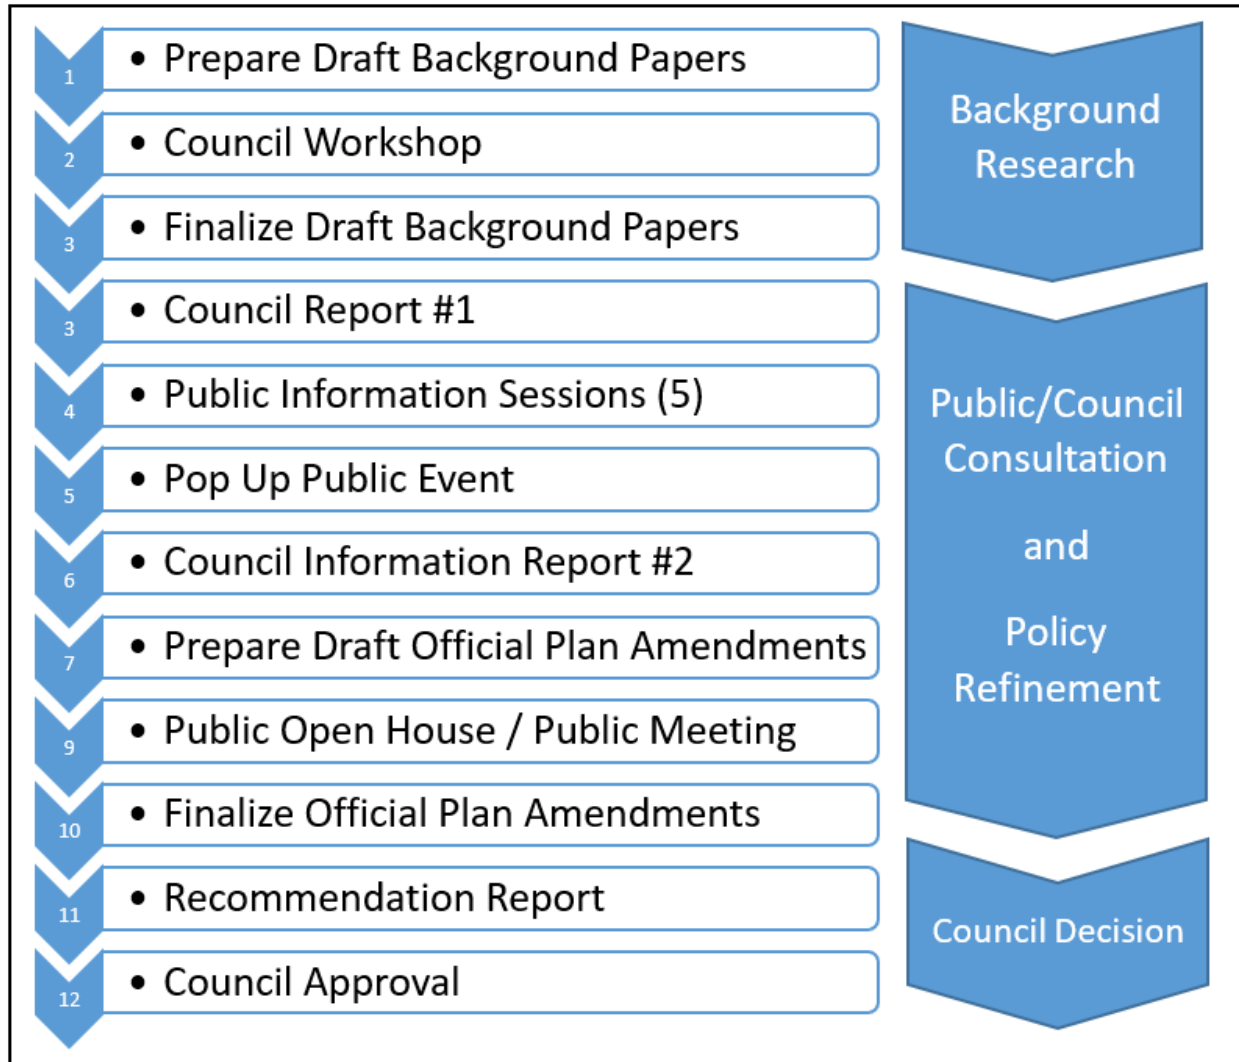 1
• Prepare Draft Background Papers
2
• Council Workshop
3
• Finalize Draft Background Papers
3
• Council Report #1
4
• Public Information Sessions (5)
5
• Pop Up Public Event
6
• Council Information Report #2
7
• Prepare Draft Official Plan Amendments
9
• Public Open House / Public Meeting
10
• Finalize Official Plan Amendments
11
• Recommendation Report
12
• Council Approval
Background
Research
Public/Council
Consultation
and
Policy
Refinement
Council Decision